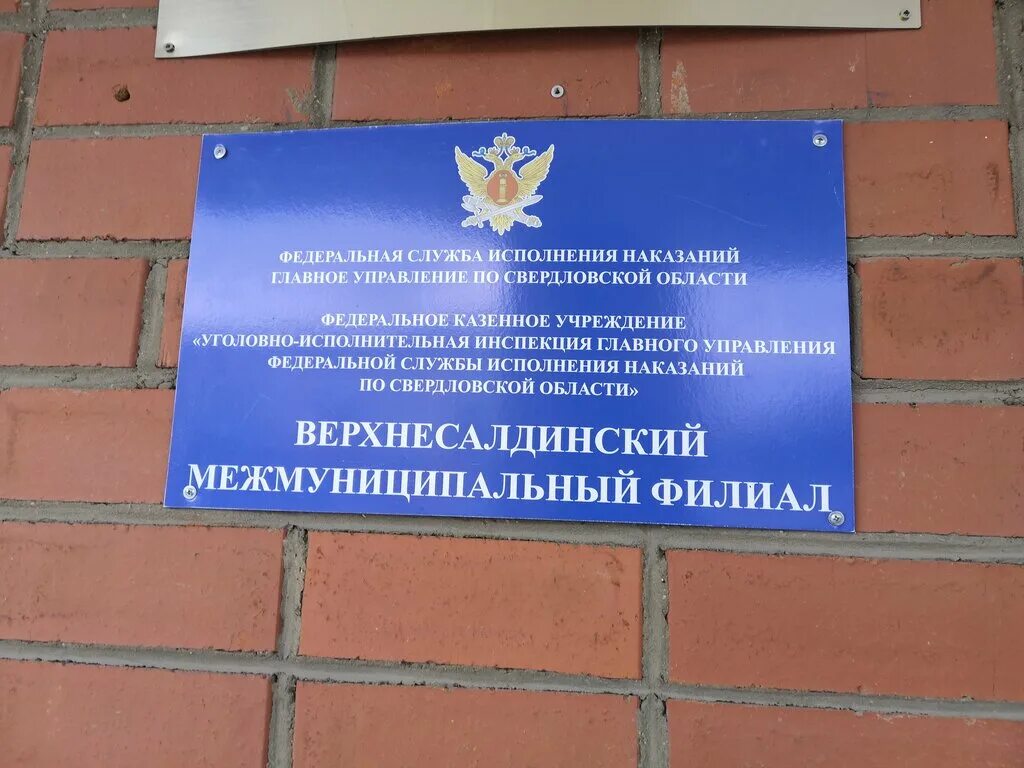 ФЕДЕРАЛЬНАЯ СЛУЖБА ИСПОЛНЕНИЯ НАКАЗАНИЙ
ГЛАВНОЕ УПРАВЛЕНИЕ ПО СВЕРДЛОВСКОЙ ОБЛАСТИ
ФЕДЕРАЛЬНОЕ КАЗЕННОЕ УЧРЕЖДЕНИЕ
«УГОЛОВНО-ИСПОЛНИТЕЛЬНАЯ ИНСПЕКЦИЯ ГЛАВНОГО УПРАВЛЕНИЯ
ФЕДЕРАЛЬНОЙ СЛУЖБЫ ИСПОЛНЕНИЯ НАКАЗАНИЙ
ПО СВЕРДЛОВСКОЙ ОБЛАСТИ»
ВЕРХНЕСАЛДИНСКИЙ
МЕЖМУНИЦИПАЛЬНЫЙ ФИЛИАЛ